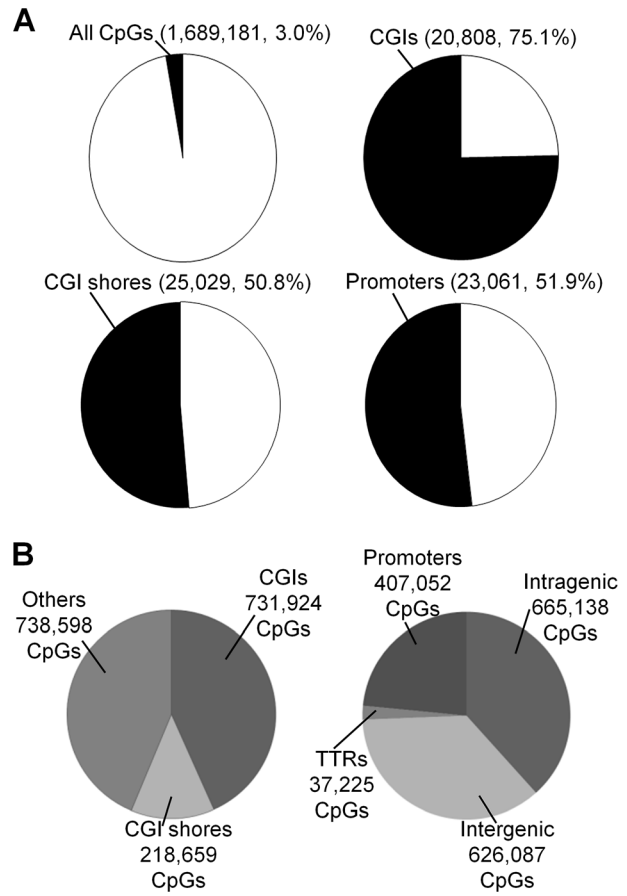 A
All CpGs (1,689,181, 3.0%)
CGIs (20,808, 75.1%)
CGI shores (25,029, 50.8%)
Promoters (23,061, 51.9%)
B
Others
738,598
CpGs
CGIs
731,924
CpGs
CGI shores
218,659
CpGs
Promoters
407,052
CpGs
Intragenic
665,138
CpGs
TTRs
37,225
CpGs
Intergenic
626,087
CpGs